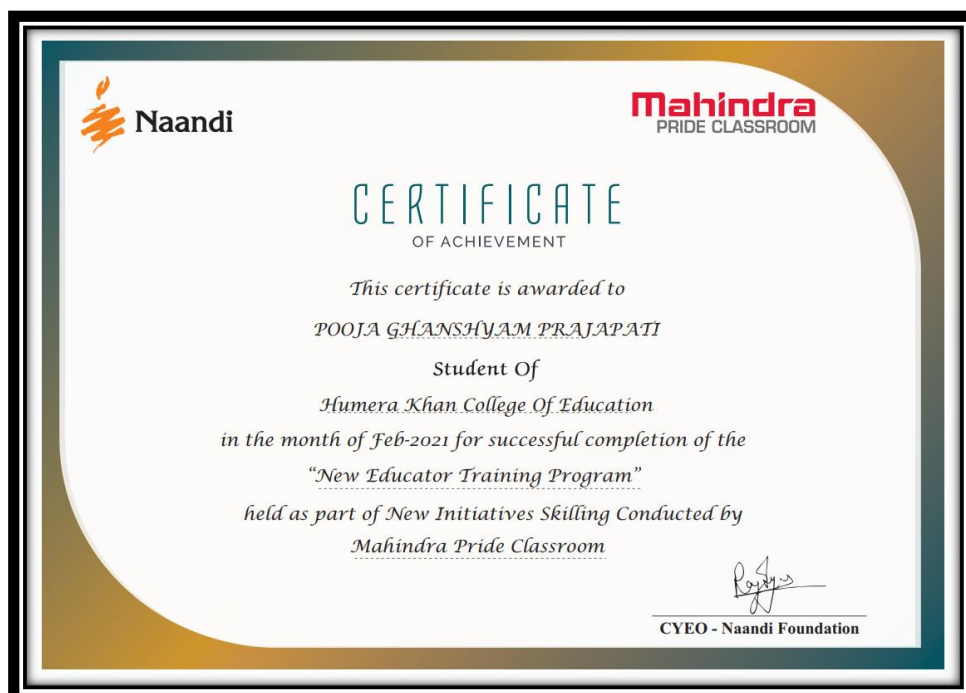 Naandi
Mahindra
PRIDE CLASSROOM
CERTIFICATE
OF ACHIEVEMENT
This certificate is awarded to
POOJA GHANSHYAM PRAJAPATI
Student Of
Humera Khan College Of Education
in the month of Feb-2021 for successful completion of the
“New Educator Training Program”
held as part of New Initiatives Skilling Conducted by
Mahindra Pride Classroom
CYEO - Naandi Foundation